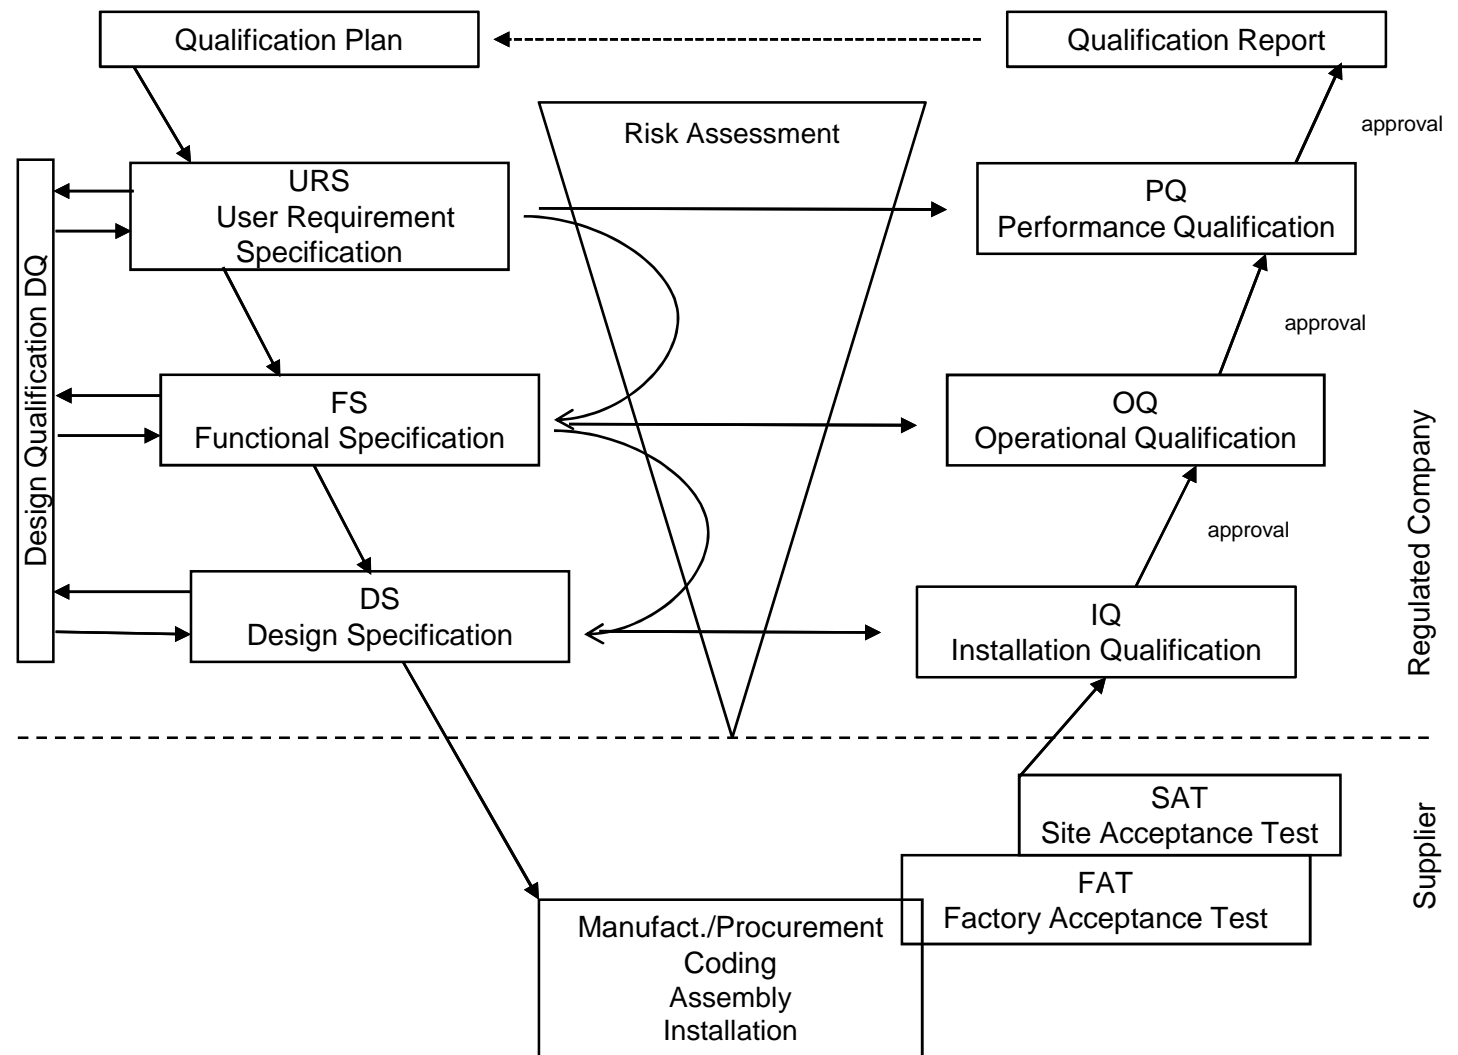 Qualification Plan
Qualification Report
Risk Assessment
approval
URS
User Requirement
Specification
PQ
Performance Qualification
Design Qualification DQ
approval
FS
Functional Specification
OQ
Operational Qualification
approval
Regulated Company
DS
Design Specification
IQ
Installation Qualification
SAT
Site Acceptance Test
Supplier
FAT
Factory Acceptance Test
Manufact./Procurement
Coding
Assembly
Installation